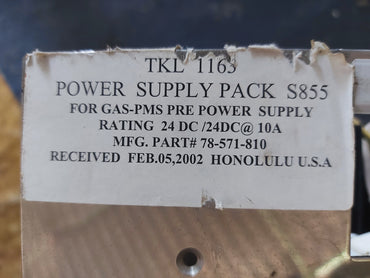 TKL 1163
POWER SUPPLY PACK S855
FOR GAS-PMS PRE POWER SUPPLY
RATING 24 DC /24DC@ 10A
MFG. PART# 78-571-810
RECEIVED FEB.05,2002 HONOLULU U.S.A